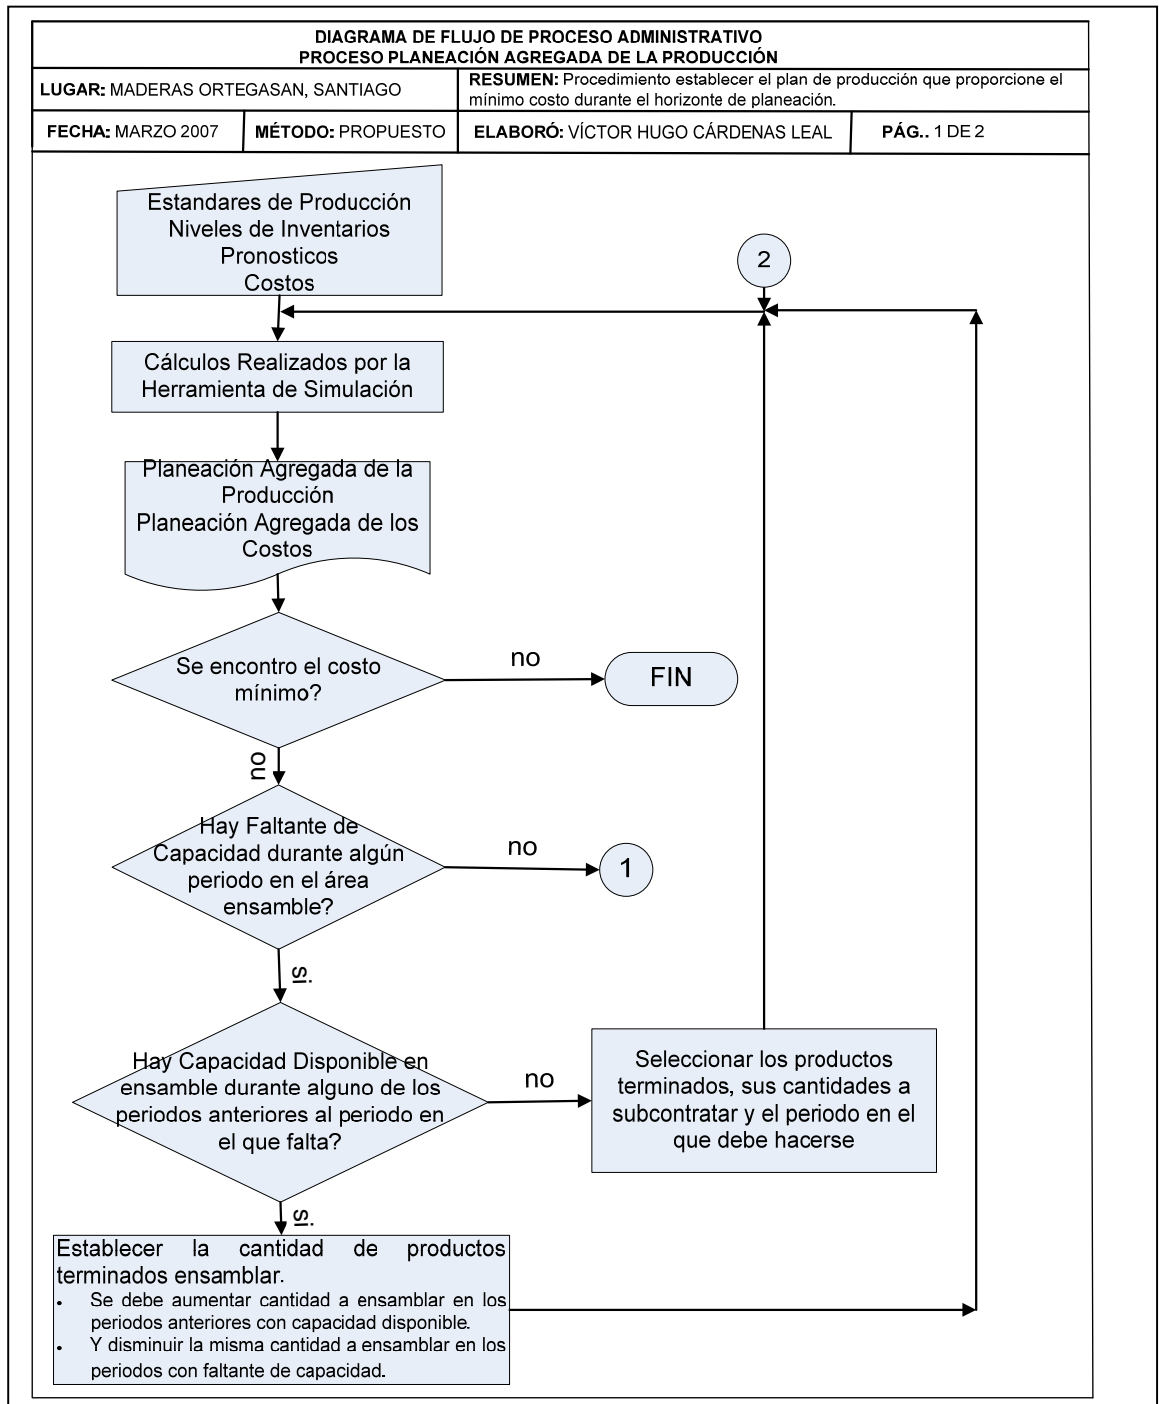 DIAGRAMA DE FLUJO DE PROCESO ADMINISTRATIVO
PROCESO PLANEACIÓN AGREGADA DE LA PRODUCCIÓN
LUGAR: MADERAS ORTEGASAN, SANTIAGO
RESUMEN: Procedimiento establecer el plan de producción que proporcione el
mínimo costo durante el horizonte de planeación.
FECHA: MARZO 2007
MÉTODO: PROPUESTO
ELABORÓ: VÍCTOR HUGO CÁRDENAS LEAL
PÁG.. 1 DE 2
Estandares de Producción
Niveles de Inventarios
Pronosticos
Costos
2
Cálculos Realizados por la
Herramienta de Simulación
Planeación Agregada de la
Producción
Planeación Agregada de los
Costos
Se encontro el costo
mínimo?
no
FIN
no
Hay Faltante de
Capacidad durante algún
periodo en el área
ensamble?
no
1
si
Hay Capacidad Disponible en
ensamble durante alguno de los
periodos anteriores al periodo en
el que falta?
no
Seleccionar los productos
terminados, sus cantidades a
subcontratar y el periodo en el
que debe hacerse
si
Establecer la cantidad de productos
terminados ensamblar.
• Se debe aumentar cantidad a ensamblar en los
periodos anteriores con capacidad disponible.
• Y disminuir la misma cantidad a ensamblar en los
periodos con faltante de capacidad.